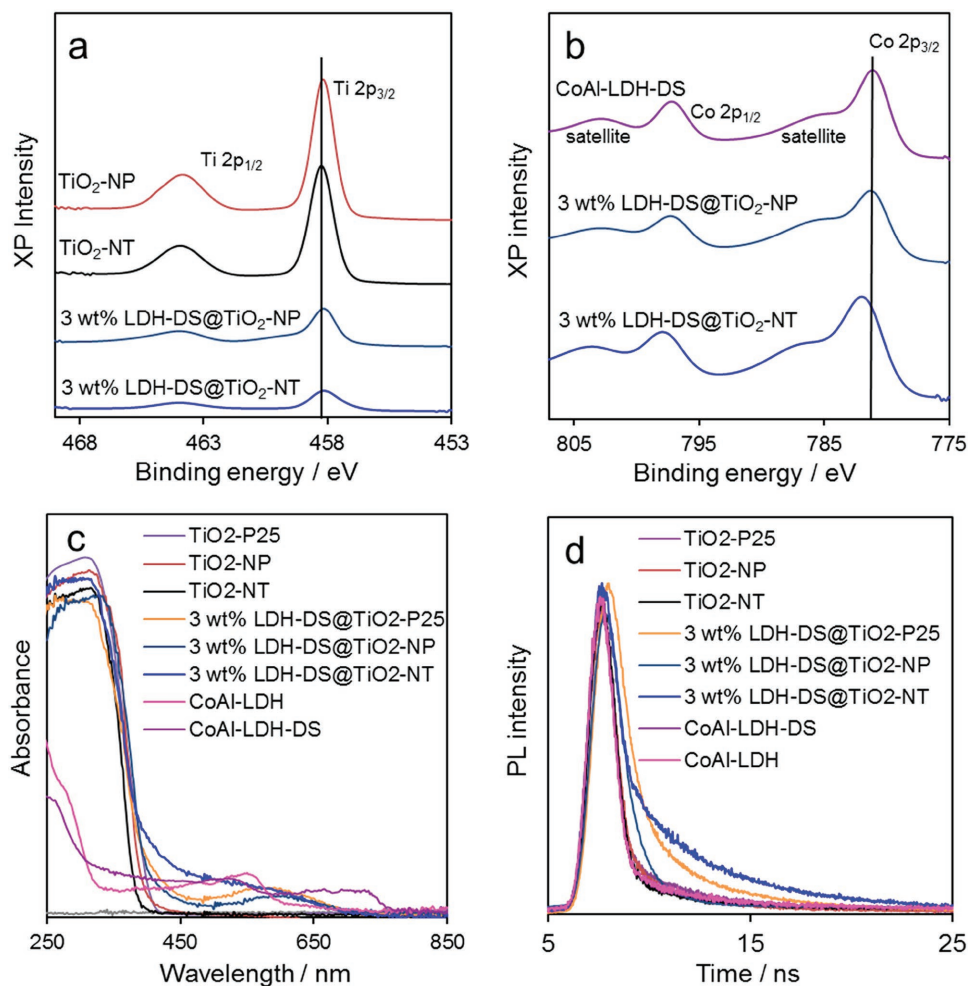 a
Ti 2p3/2
Ti 2p1/2
TiO2-NP
TiO2-NT
3 wt% LDH-DS@TiO2-NP
3 wt% LDH-DS@TiO2-NT
XP Intensity
468 463 458 453
Binding energy / eV
b
Co 2p3/2
CoAl-LDH-DS
Co 2p1/2
satellite satellite
3 wt% LDH-DS@TiO2-NP
3 wt% LDH-DS@TiO2-NT
XP intensity
805 795 785 775
Binding energy / eV
c
TiO2-P25
TiO2-NP
TiO2-NT
3 wt% LDH-DS@TiO2-P25
3 wt% LDH-DS@TiO2-NP
3 wt% LDH-DS@TiO2-NT
CoAl-LDH
CoAl-LDH-DS
Absorbance
250 450 650 850
Wavelength / nm
d
TiO2-P25
TiO2-NP
TiO2-NT
3 wt% LDH-DS@TiO2-P25
3 wt% LDH-DS@TiO2-NP
3 wt% LDH-DS@TiO2-NT
CoAl-LDH-DS
CoAl-LDH
PL intensity
5 15 25
Time / ns